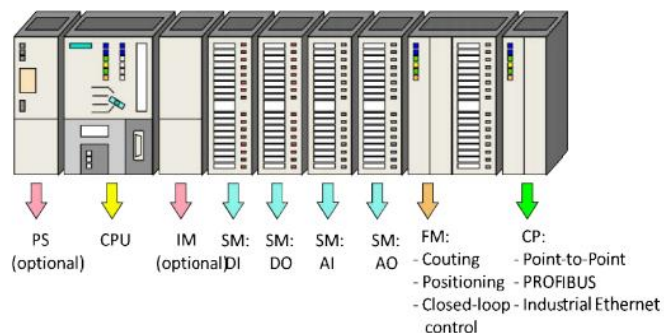 PS
(optional)
CPU
IM
(optional)
SM:
DI
SM:
DO
SM:
AI
SM:
AO
FM:
- Couting
- Positioning
- Closed-loop
control
CP:
- Point-to-Point
- PROFIBUS
- Industrial Ethernet